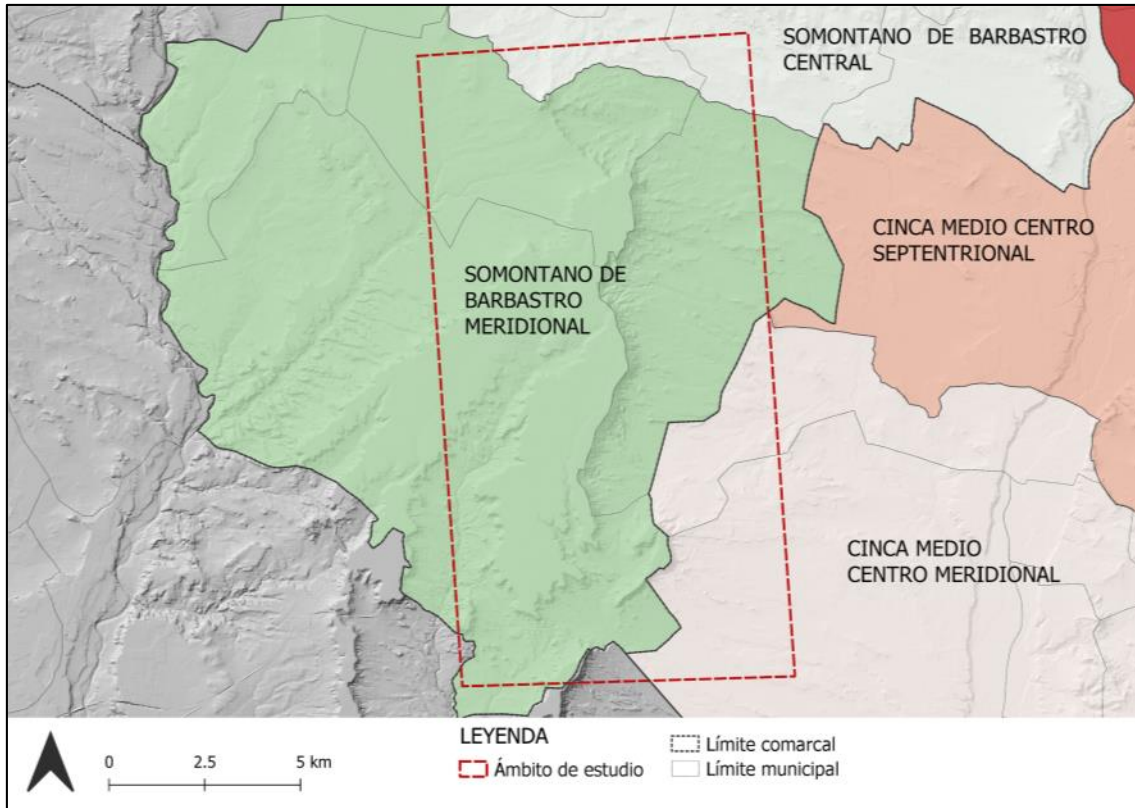 SOMONTANO DE BARBASTRO
CENTRAL
CINCA MEDIO CENTRO
SEPTENTRIONAL
SOMONTANO DE
BARBASTRO
MERIDIONAL
CINCA MEDIO
CENTRO MERIDIONAL
LEYENDA
Ámbito de estudio
Límite comarcal
Límite municipal
0 2.5 5 km